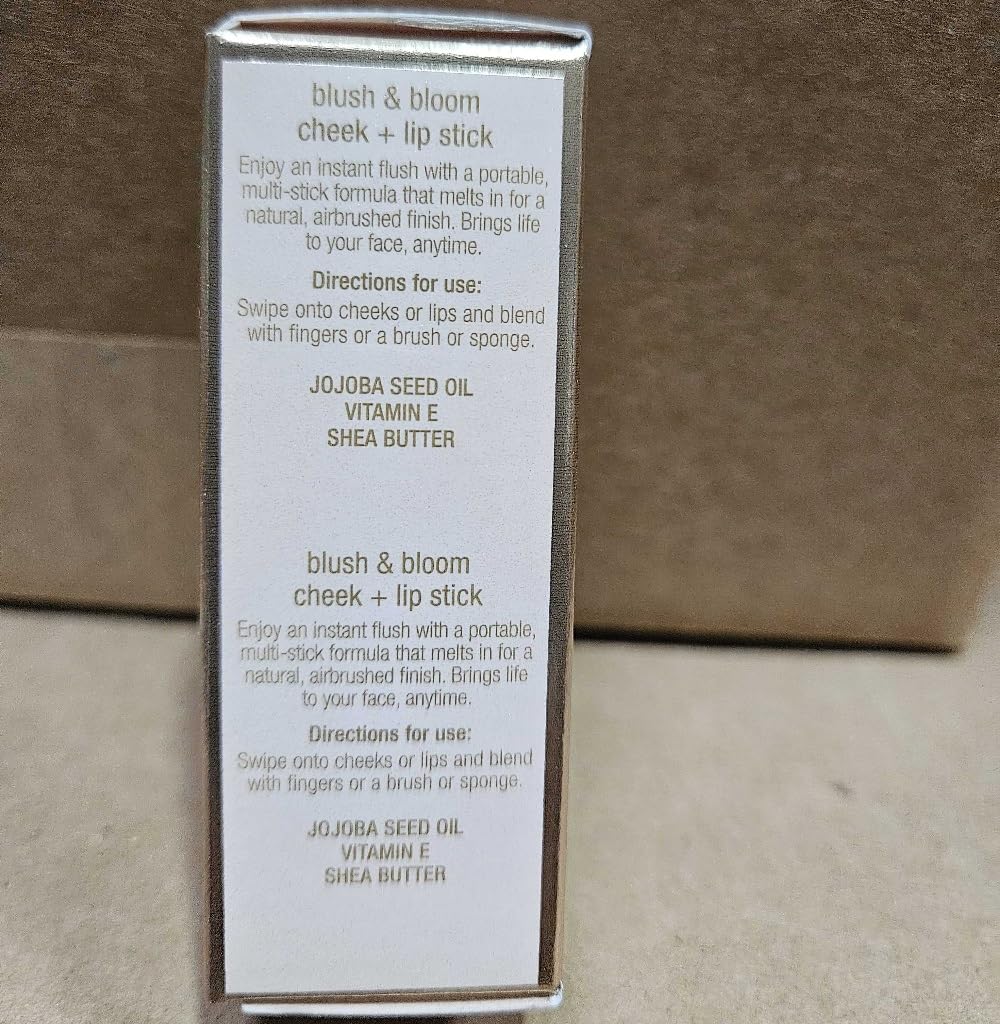 blush & bloom
cheek + lip stick
Enjoy an instant flush with a portable,
multi-stick formula that melts in for a
natural, airbrushed finish. Brings life
to your face, anytime.
Directions for use:
Swipe onto cheeks or lips and blend
with fingers or a brush or sponge.
JOJOBA SEED OIL
VITAMIN E
SHEA BUTTER
blush & bloom
cheek + lip stick
Enjoy an instant flush with a portable,
multi-stick formula that melts in for a
natural, airbrushed finish. Brings life
to your face, anytime.
Directions for use:
Swipe onto cheeks or lips and blend
with fingers or a brush or sponge.
JOJOBA SEED OIL
VITAMIN E
SHEA BUTTER